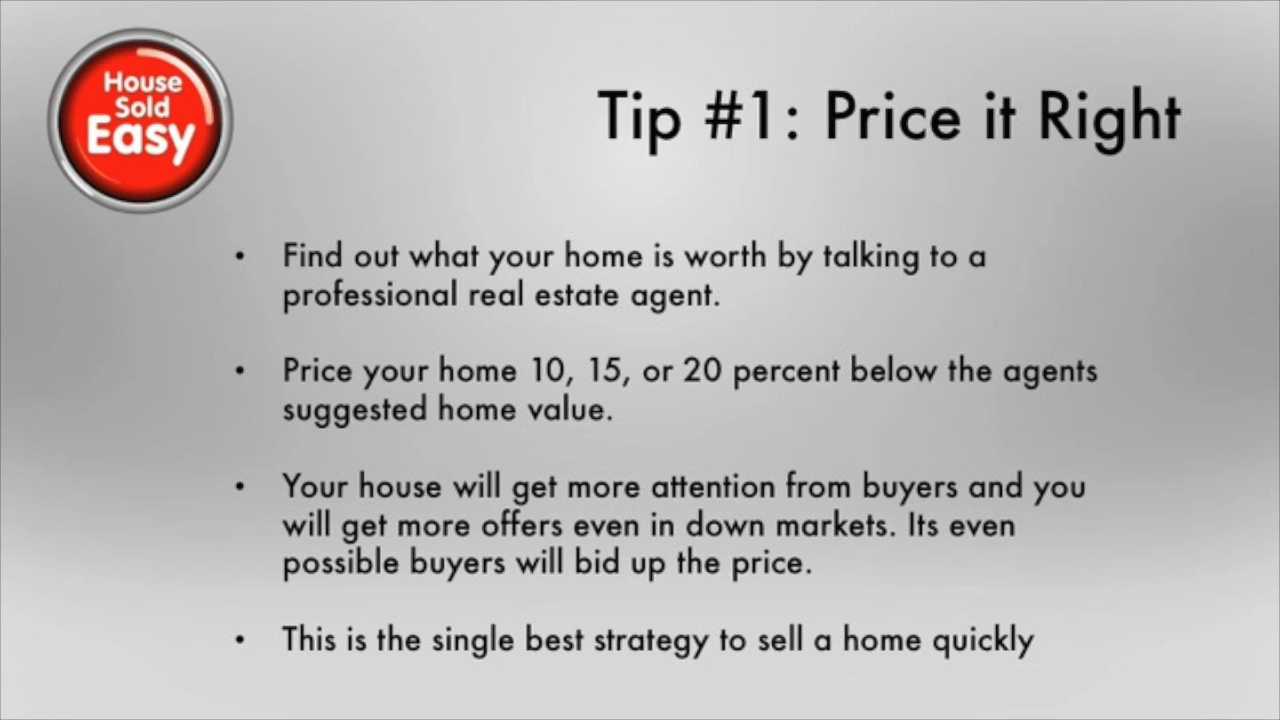 House
Sold
Easy
Tip #1: Price it Right
• Find out what your home is worth by talking to a
professional real estate agent.
• Price your home 10, 15, or 20 percent below the agents
suggested home value.
• Your house will get more attention from buyers and you
will get more offers even in down markets. Its even
possible buyers will bid up the price.
• This is the single best strategy to sell a home quickly